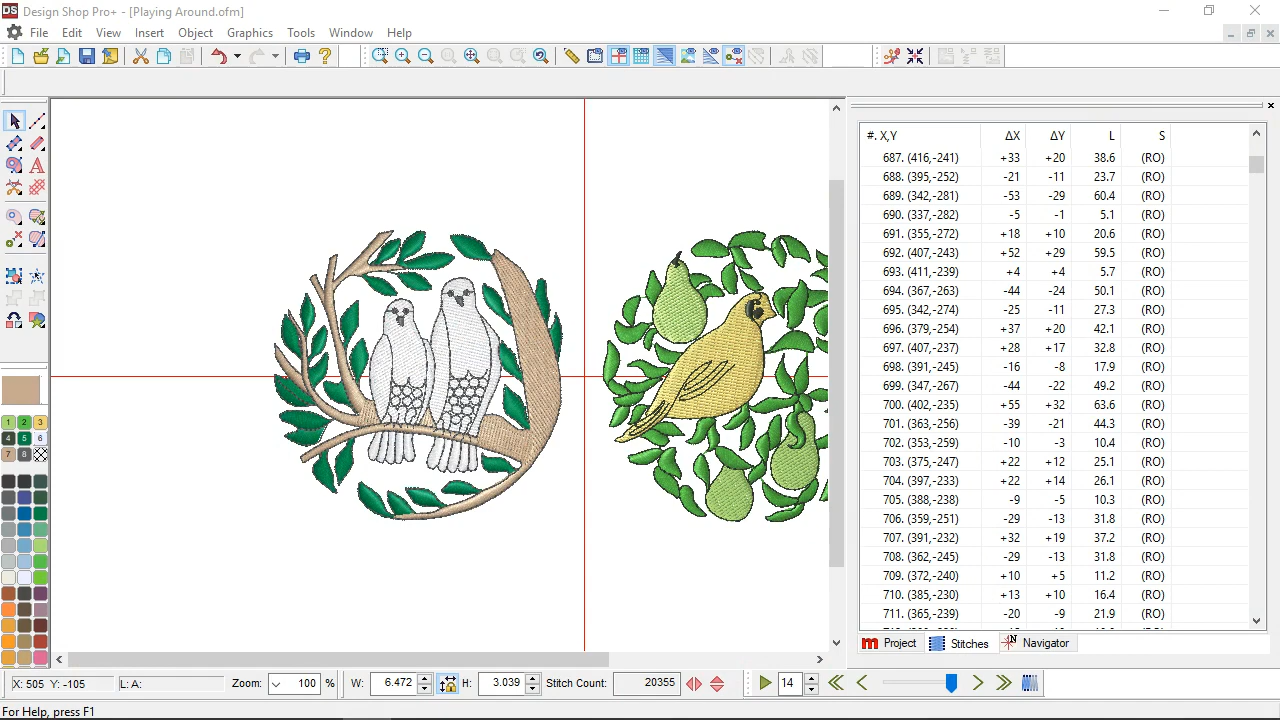 DS Design Shop Pro+ - [Playing Around.ofm]
File Edit View Insert Object Graphics Tools Window Help
#. X,Y ΔX ΔY L S
687. (416,-241) +33 +20 38.6 (RO)
688. (395,-252) -21 -11 23.7 (RO)
689. (342,-281) -53 -29 60.4 (RO)
690. (337,-282) -5 -1 5.1 (RO)
691. (355,-272) +18 +10 20.6 (RO)
692. (407,-243) +52 +29 59.5 (RO)
693. (411,-239) +4 +4 5.7 (RO)
694. (367,-263) -44 -24 50.1 (RO)
695. (342,-274) -25 -11 27.3 (RO)
696. (379,-254) +37 +20 42.1 (RO)
697. (407,-237) +28 +17 32.8 (RO)
698. (391,-245) -16 -8 17.9 (RO)
699. (347,-267) -44 -22 49.2 (RO)
700. (402,-235) +55 +32 63.6 (RO)
701. (363,-256) -39 -21 44.3 (RO)
702. (353,-259) -10 -3 10.4 (RO)
703. (375,-247) +22 +12 25.1 (RO)
704. (397,-233) +22 +14 26.1 (RO)
705. (388,-238) -9 -5 10.3 (RO)
706. (359,-251) -29 -13 31.8 (RO)
707. (391,-232) +32 +19 37.2 (RO)
708. (362,-245) -29 -13 31.8 (RO)
709. (372,-240) +10 +5 11.2 (RO)
710. (385,-230) +13 +10 16.4 (RO)
711. (365,-239) -20 -9 21.9 (RO)
1 2 3
4 5 6
7 8
Project Stitches Navigator
X: 505 Y: -105 L: A: Zoom: 100 % W: 6.472 H: 3.039 Stitch Count: 20355 14
For Help, press F1